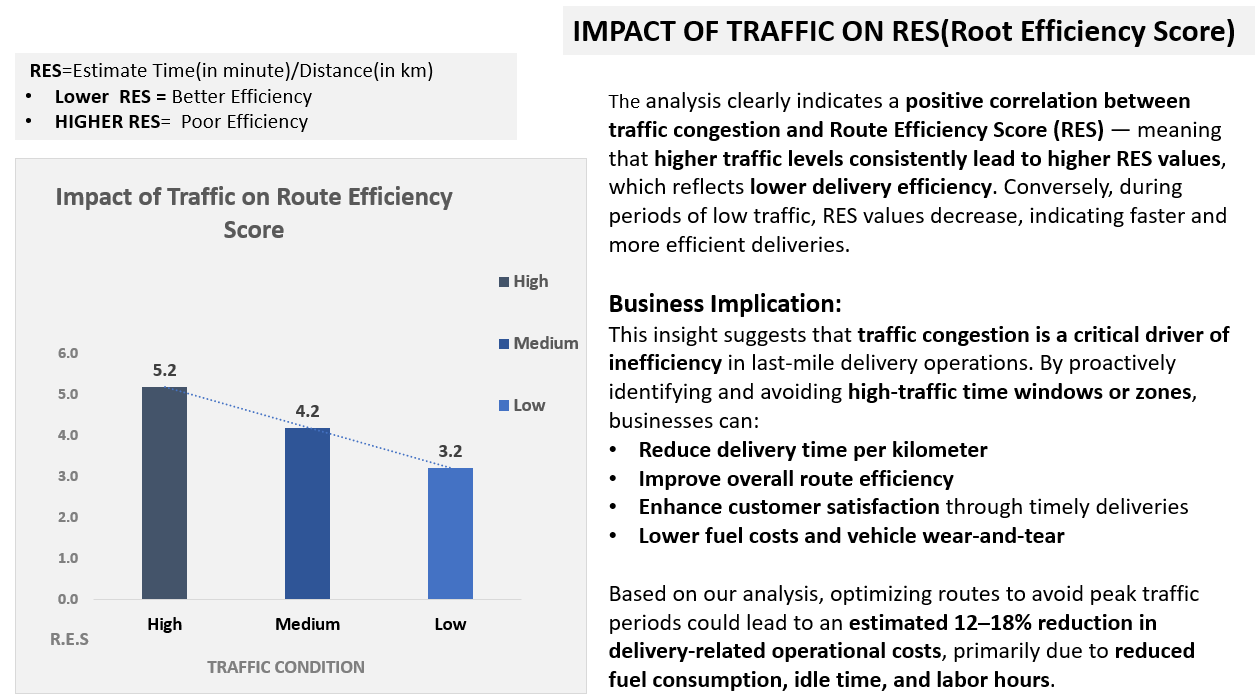 IMPACT OF TRAFFIC ON RES(Root Efficiency Score)
RES=Estimate Time(in minute)/Distance(in km)
• Lower RES = Better Efficiency
• HIGHER RES= Poor Efficiency
Impact of Traffic on Route Efficiency
Score
High
Medium
Low
6.0
5.0
4.0
3.0
2.0
1.0
0.0
5.2
4.2
3.2
High Medium Low
R.E.S
TRAFFIC CONDITION
The analysis clearly indicates a positive correlation between
traffic congestion and Route Efficiency Score (RES) — meaning
that higher traffic levels consistently lead to higher RES values,
which reflects lower delivery efficiency. Conversely, during
periods of low traffic, RES values decrease, indicating faster and
more efficient deliveries.
Business Implication:
This insight suggests that traffic congestion is a critical driver of
inefficiency in last-mile delivery operations. By proactively
identifying and avoiding high-traffic time windows or zones,
businesses can:
• Reduce delivery time per kilometer
• Improve overall route efficiency
• Enhance customer satisfaction through timely deliveries
• Lower fuel costs and vehicle wear-and-tear
Based on our analysis, optimizing routes to avoid peak traffic
periods could lead to an estimated 12–18% reduction in
delivery-related operational costs, primarily due to reduced
fuel consumption, idle time, and labor hours.